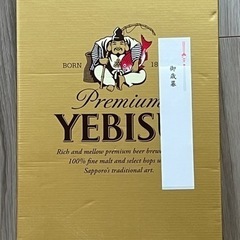 BORN 18
Premium
YEBISU
御歳暮
Rich and mellow premium beer brewed
100% fine malt and select hops
Sapporo's traditional art.